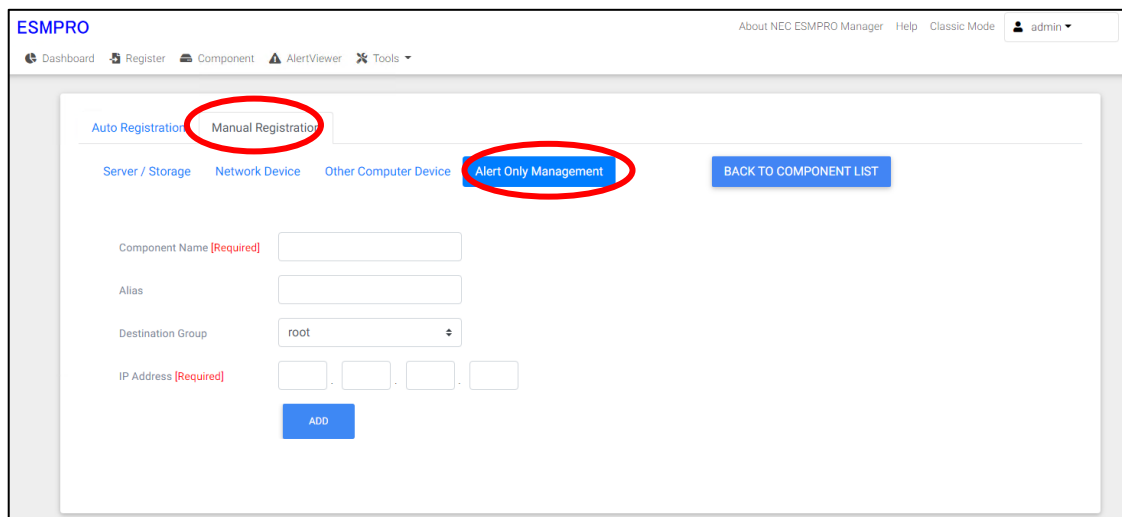 ESMPRO
About NEC ESMPRO Manager Help Classic Mode admin
Dashboard Register Component AlertViewer Tools
Auto Registration Manual Registration
Server / Storage Network Device Other Computer Device Alert Only Management BACK TO COMPONENT LIST
Component Name [Required]
Alias
Destination Group root
IP Address [Required] . . .
ADD